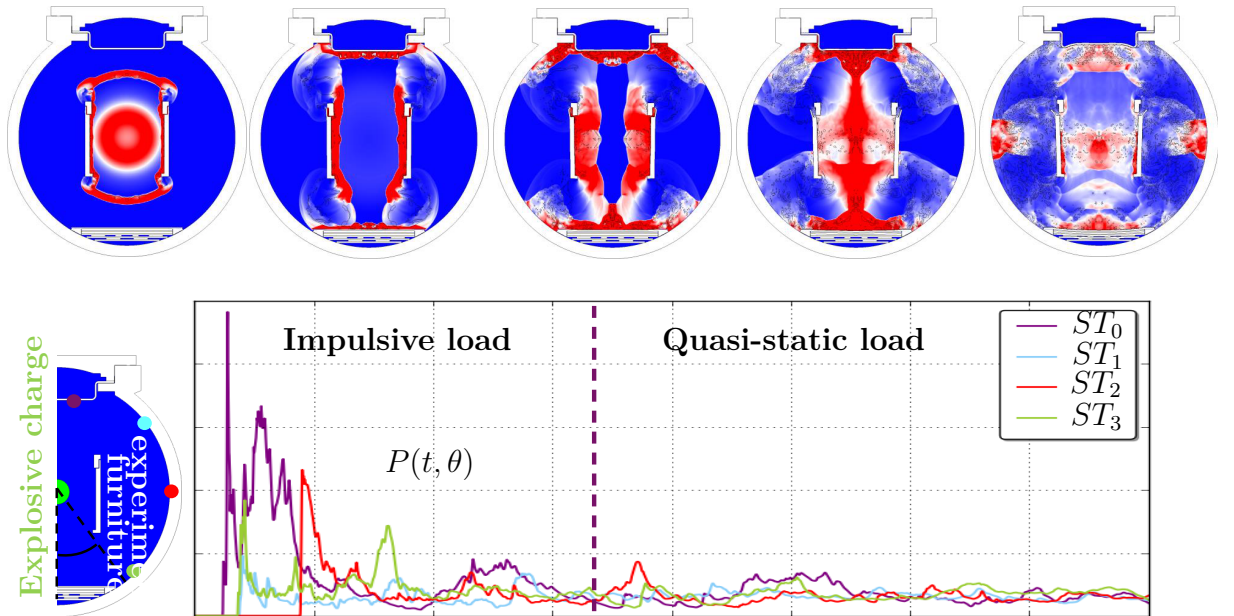 Impulsive load
Quasi-static load
ST₀
ST₁
ST₂
ST₃
P(t, θ)
Explosive charge
furniture